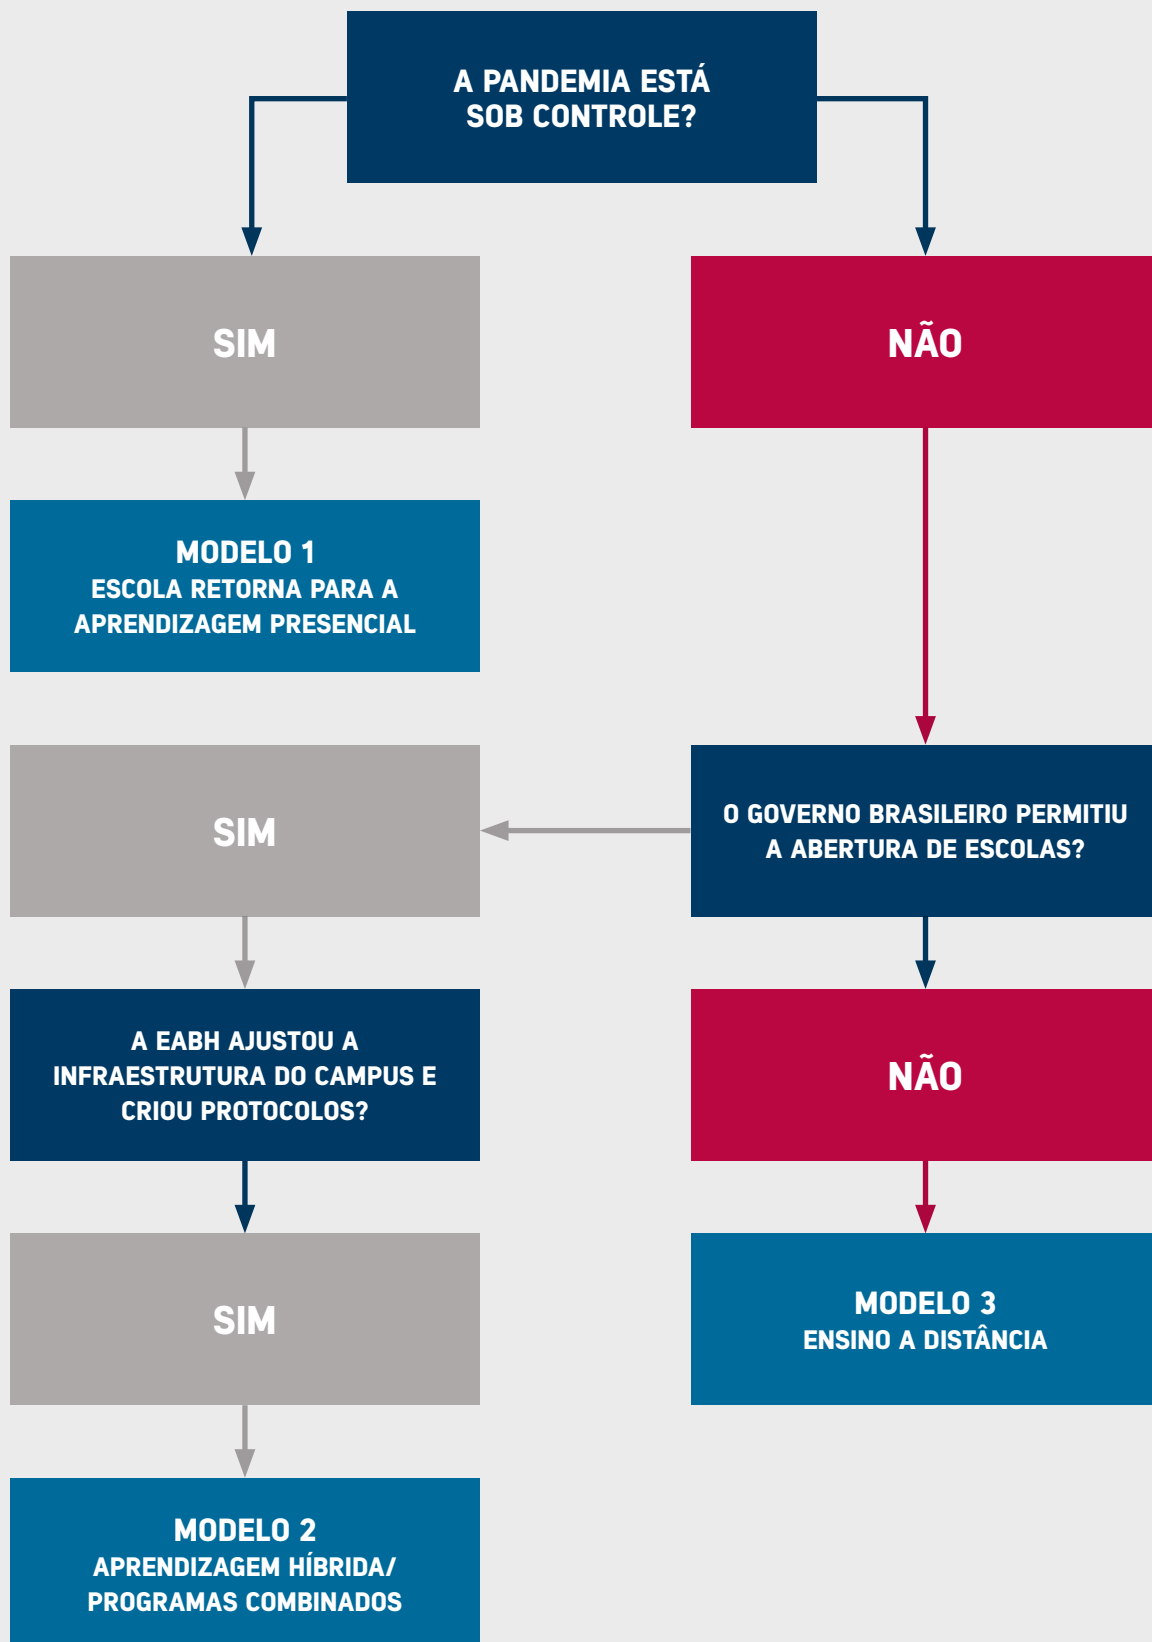 A PANDEMIA ESTÁ
SOB CONTROLE?
SIM
NÃO
MODELO 1
ESCOLA RETORNA PARA A
APRENDIZAGEM PRESENCIAL
SIM
O GOVERNO BRASILEIRO PERMITIU
A ABERTURA DE ESCOLAS?
A EABH AJUSTOU A
INFRAESTRUTURA DO CAMPUS E
CRIOU PROTOCOLOS?
NÃO
SIM
MODELO 3
ENSINO A DISTÂNCIA
MODELO 2
APRENDIZAGEM HÍBRIDA/
PROGRAMAS COMBINADOS